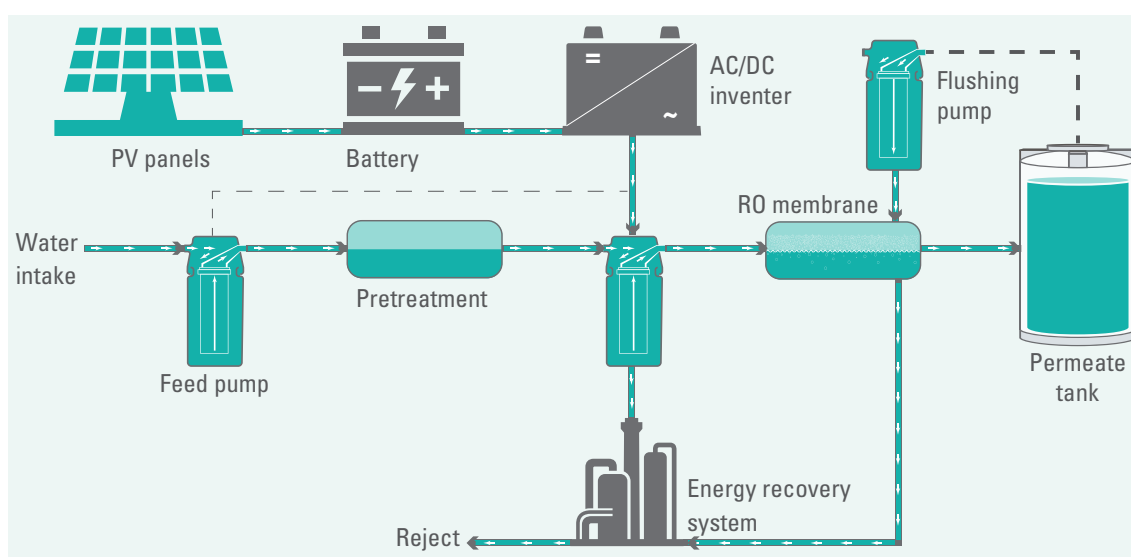 PV panels
Battery
AC/DC
inventer
Flushing
pump
RO membrane
Water
intake
Pretreatment
Feed pump
Permeate
tank
Energy recovery
system
Reject